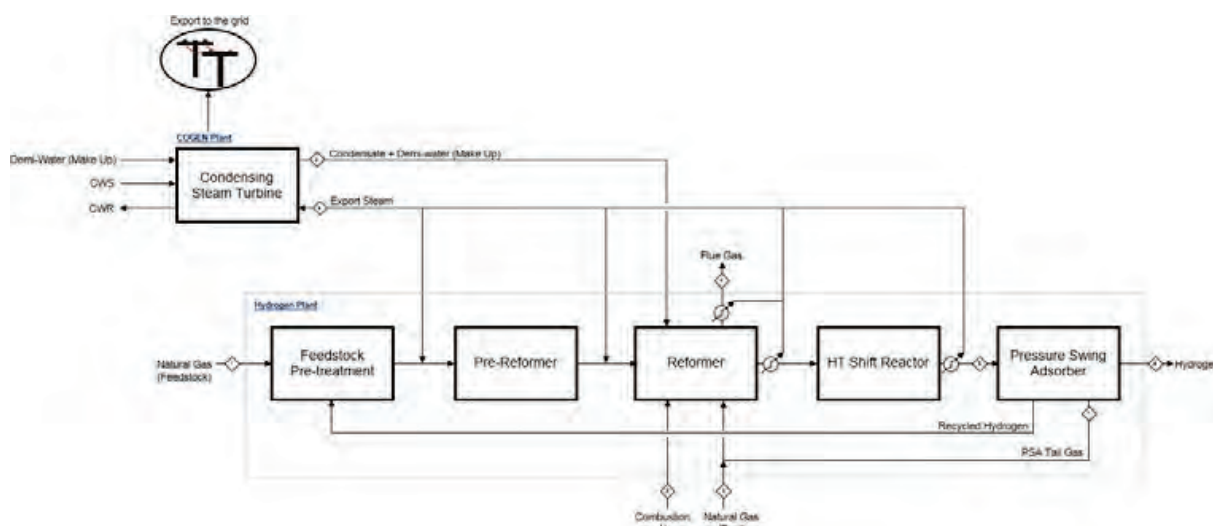 Export to the grid
COGEN Plant
Demi-Water (Make Up)
CWS
CWR
Condensing
Steam Turbine
Condensate + Demi-water (Make Up)
Export Steam
Flue Gas
Hydrogen Plant
Natural Gas
(Feedstock)
Feedstock
Pre-treatment
Pre-Reformer
Reformer
HT Shift Reactor
Pressure Swing
Adsorber
Hydroge
Recycled Hydrogen
PSA Tail Gas
Combustion
Natural Gas